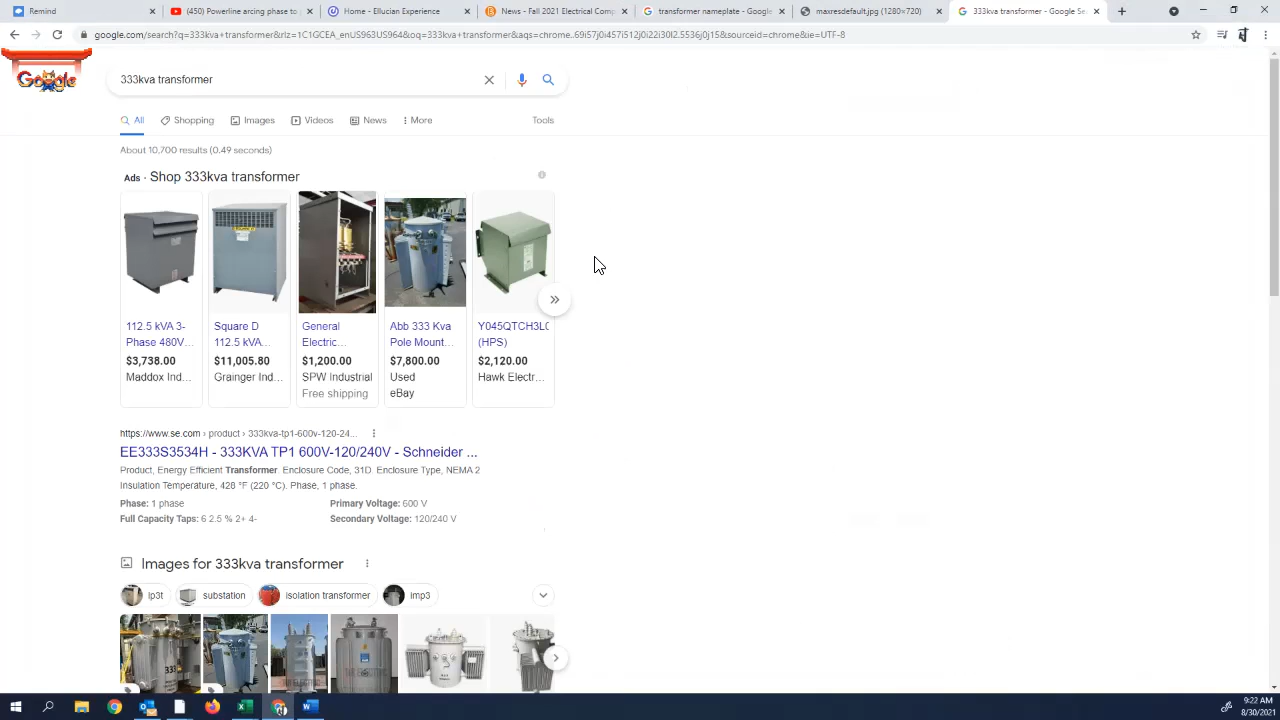 Remind
(450) Powerline arcing phase to p
Home - Ellucian Experience
News - Fall 2021 Electrical Comp
transformer nameplate - Google
maxresdefault.jpg (1280×720)
333kva transformer - Google Se
google.com/search?q=333kva+transformer&rlz=1C1GCEA_enUS963US964&oq=333kva+transformer&aqs=chrome..69i57j0i457i512j0i22i30l2.5536j0j15&sourceid=chrome&ie=UTF-8
Google
333kva transformer
All Shopping Images Videos News More Tools
About 10,700 results (0.49 seconds)
Ads · Shop 333kva transformer
112.5 kVA 3-
Phase 480V...
$3,738.00
Maddox Ind...
Square D
112.5 kVA...
$11,005.80
Grainger Ind...
General
Electric...
$1,200.00
SPW Industrial
Free shipping
Abb 333 Kva
Pole Mount...
$7,800.00
Used
eBay
Y045QTCH3L0
(HPS)
$2,120.00
Hawk Electr...
https://www.se.com › product › 333kva-tp1-600v-120-24...
EE333S3534H - 333KVA TP1 600V-120/240V - Schneider ...
Product, Energy Efficient Transformer. Enclosure Code, 31D. Enclosure Type, NEMA 2
Insulation Temperature, 428 °F (220 °C). Phase, 1 phase.
Phase: 1 phase Primary Voltage: 600 V
Full Capacity Taps: 6 2.5 % 2+ 4- Secondary Voltage: 120/240 V
Images for 333kva transformer
lp3t substation isolation transformer imp3
9:22 AM
8/30/2021